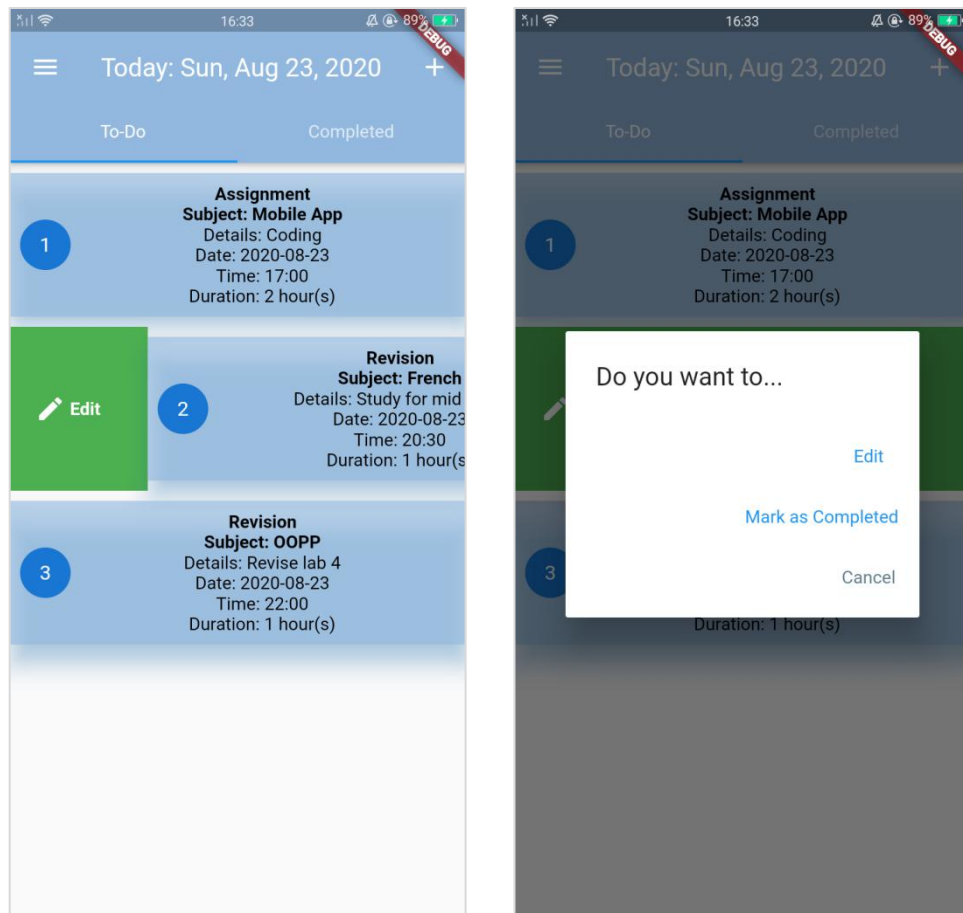 16:33
89%
DEBUG
Today: Sun, Aug 23, 2020
To-Do Completed
Assignment
Subject: Mobile App
1
Details: Coding
Date: 2020-08-23
Time: 17:00
Duration: 2 hour(s)
Revision
Subject: French
Edit
2
Details: Study for mid
Date: 2020-08-23
Time: 20:30
Duration: 1 hour(s
Revision
Subject: OOPP
3
Details: Revise lab 4
Date: 2020-08-23
Time: 22:00
Duration: 1 hour(s)
16:33
89%
DEBUG
Today: Sun, Aug 23, 2020
To-Do Completed
Assignment
Subject: Mobile App
1
Details: Coding
Date: 2020-08-23
Time: 17:00
Duration: 2 hour(s)
Do you want to...
Edit
Mark as Completed
3
Cancel
Duration: 1 hour(s)